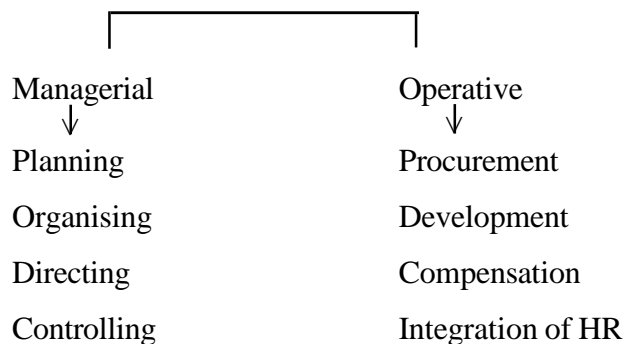 Managerial Operative
Planning Procurement
Organising Development
Directing Compensation
Controlling Integration of HR